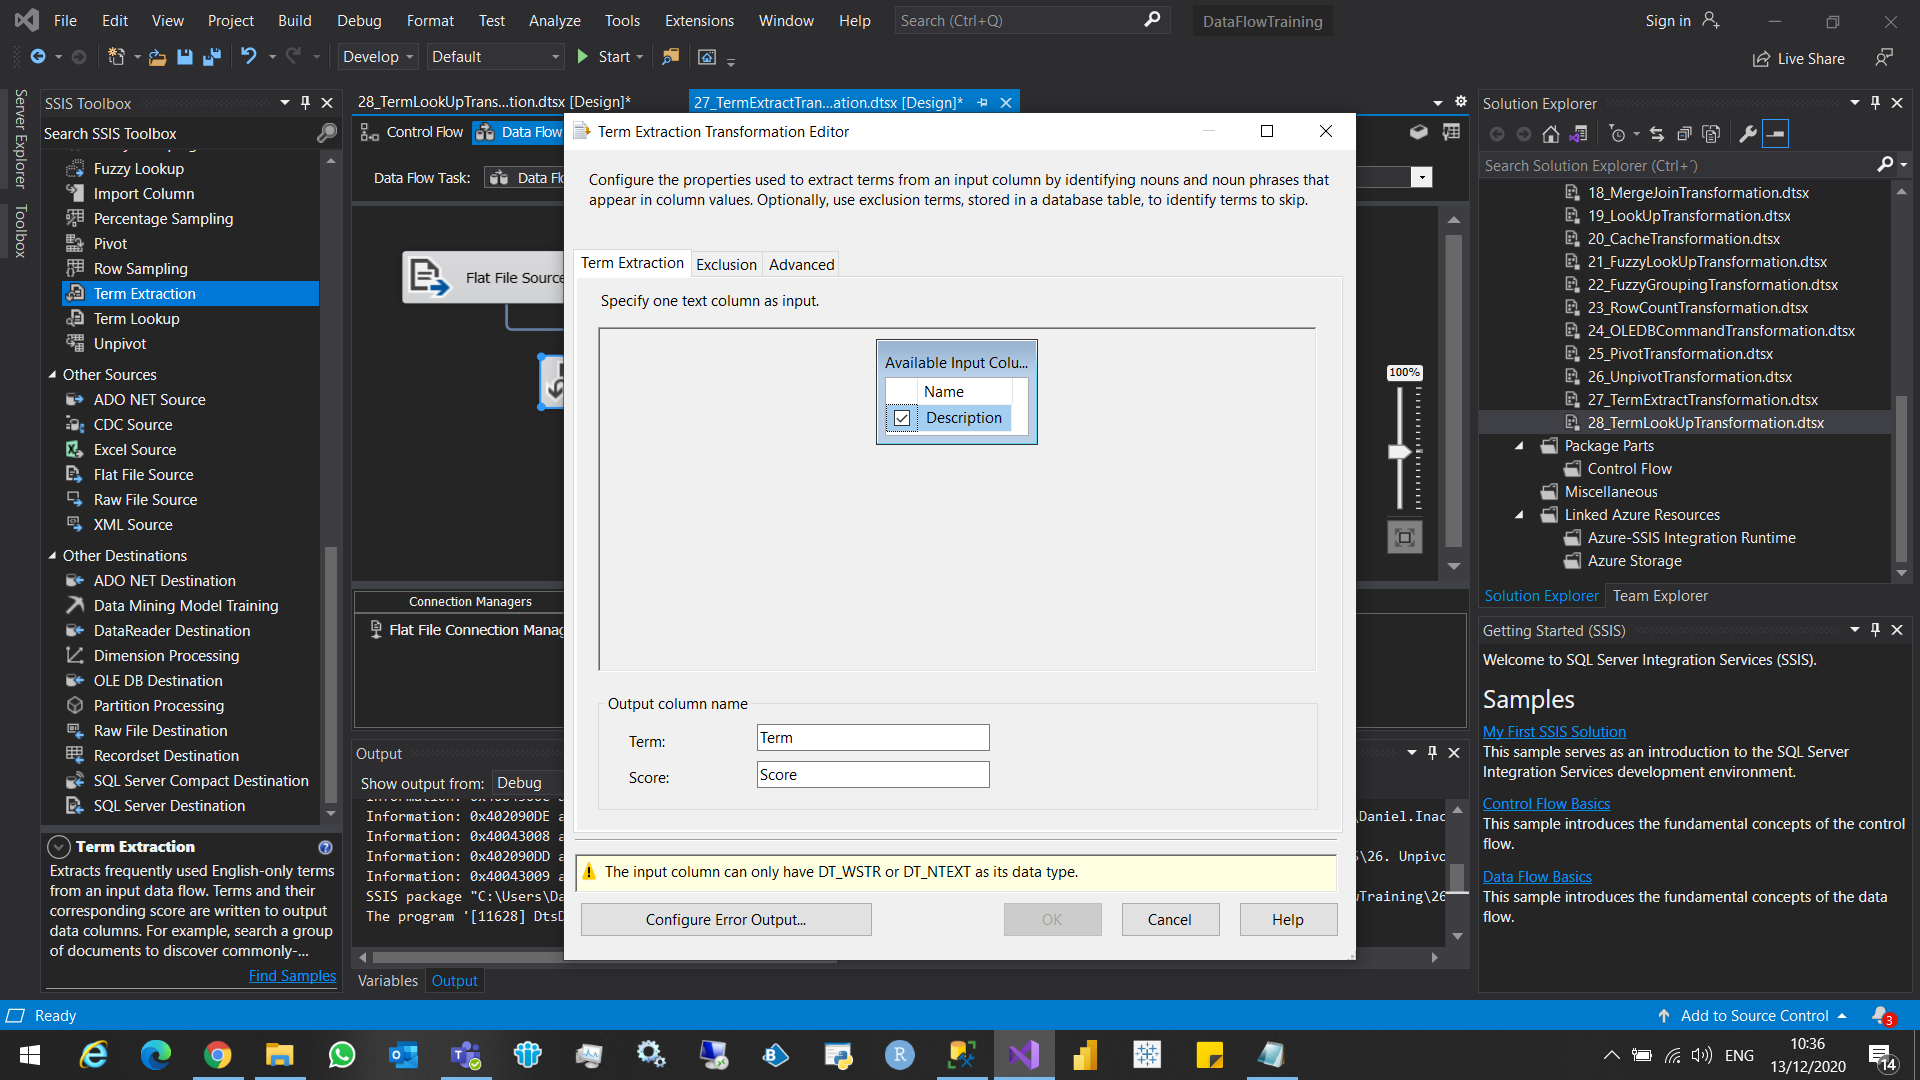 File Edit View Project Build Debug Format Test Analyze Tools Extensions Window Help Search (Ctrl+Q) DataFlowTraining Sign in
Develop Default Start Live Share
Server Explorer
Toolbox
SSIS Toolbox
Search SSIS Toolbox
Fuzzy Lookup
Import Column
Percentage Sampling
Pivot
Row Sampling
Term Extraction
Term Lookup
Unpivot
Other Sources
ADO NET Source
CDC Source
Excel Source
Flat File Source
Raw File Source
XML Source
Other Destinations
ADO NET Destination
Data Mining Model Training
DataReader Destination
Dimension Processing
OLE DB Destination
Partition Processing
Raw File Destination
Recordset Destination
SQL Server Compact Destination
SQL Server Destination
Term Extraction
Extracts frequently used English-only terms
from an input data flow. Terms and their
corresponding score are written to output
data columns. For example, search a group
of documents to discover commonly-...
Find Samples
28_TermLookUpTrans...tion.dtsx [Design]* 27_TermExtractTran...ation.dtsx [Design]*
Control Flow Data Flow
Data Flow Task: Data Fl
Flat File Source
100%
Connection Managers
Flat File Connection Manag
Output
Show output from: Debug
Information: 0x402090DE a \Daniel.Inac
Information: 0x40043008 a
Information: 0x402090DD a \26. Unpivo
Information: 0x40043009 a
SSIS package "C:\Users\Da wTraining\26
The program '[11628] DtsD
Variables Output
Term Extraction Transformation Editor
Configure the properties used to extract terms from an input column by identifying nouns and noun phrases that
appear in column values. Optionally, use exclusion terms, stored in a database table, to identify terms to skip.
Term Extraction Exclusion Advanced
Specify one text column as input.
Available Input Colu...
Name
Description
Output column name
Term: Term
Score: Score
The input column can only have DT_WSTR or DT_NTEXT as its data type.
Configure Error Output... OK Cancel Help
Solution Explorer
Search Solution Explorer (Ctrl+´)
18_MergeJoinTransformation.dtsx
19_LookUpTransformation.dtsx
20_CacheTransformation.dtsx
21_FuzzyLookUpTransformation.dtsx
22_FuzzyGroupingTransformation.dtsx
23_RowCountTransformation.dtsx
24_OLEDBCommandTransformation.dtsx
25_PivotTransformation.dtsx
26_UnpivotTransformation.dtsx
27_TermExtractTransformation.dtsx
28_TermLookUpTransformation.dtsx
Package Parts
Control Flow
Miscellaneous
Linked Azure Resources
Azure-SSIS Integration Runtime
Azure Storage
Solution Explorer Team Explorer
Getting Started (SSIS)
Welcome to SQL Server Integration Services (SSIS).
Samples
My First SSIS Solution
This sample serves as an introduction to the SQL Server
Integration Services development environment.
Control Flow Basics
This sample introduces the fundamental concepts of the control
flow.
Data Flow Basics
This sample introduces the fundamental concepts of the data
flow.
Ready Add to Source Control 3
ENG 10:36
13/12/2020 14